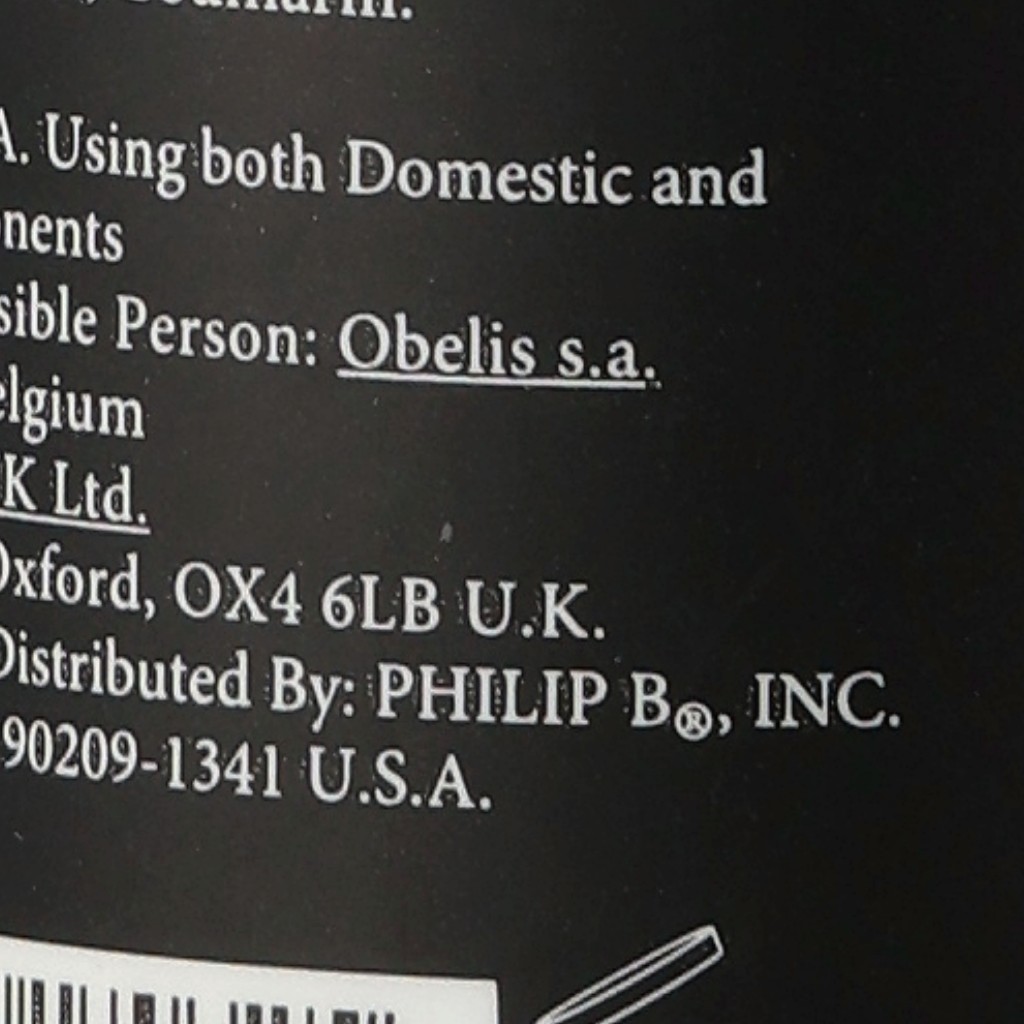 A. Using both Domestic and
nents
sible Person: Obelis s.a.
elgium
K Ltd.
Oxford, OX4 6LB U.K.
Distributed By: PHILIP B®, INC.
90209-1341 U.S.A.